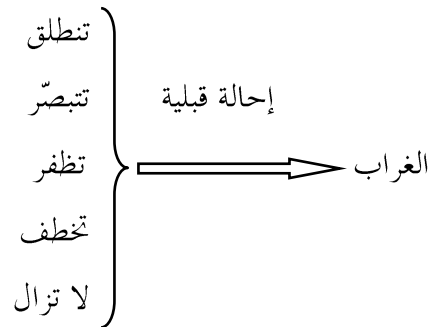 تنطلق
تتبصّر
إحالة قبلية
تظفر
الغراب
تخطف
لا تزال